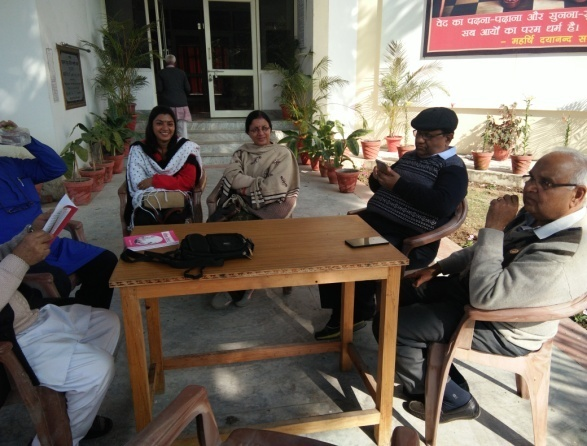 वेद का पढ़ना-पढ़ाना और सुनना-सु
सब आर्यों का परम धर्म है।
- महर्षि दयानन्द स